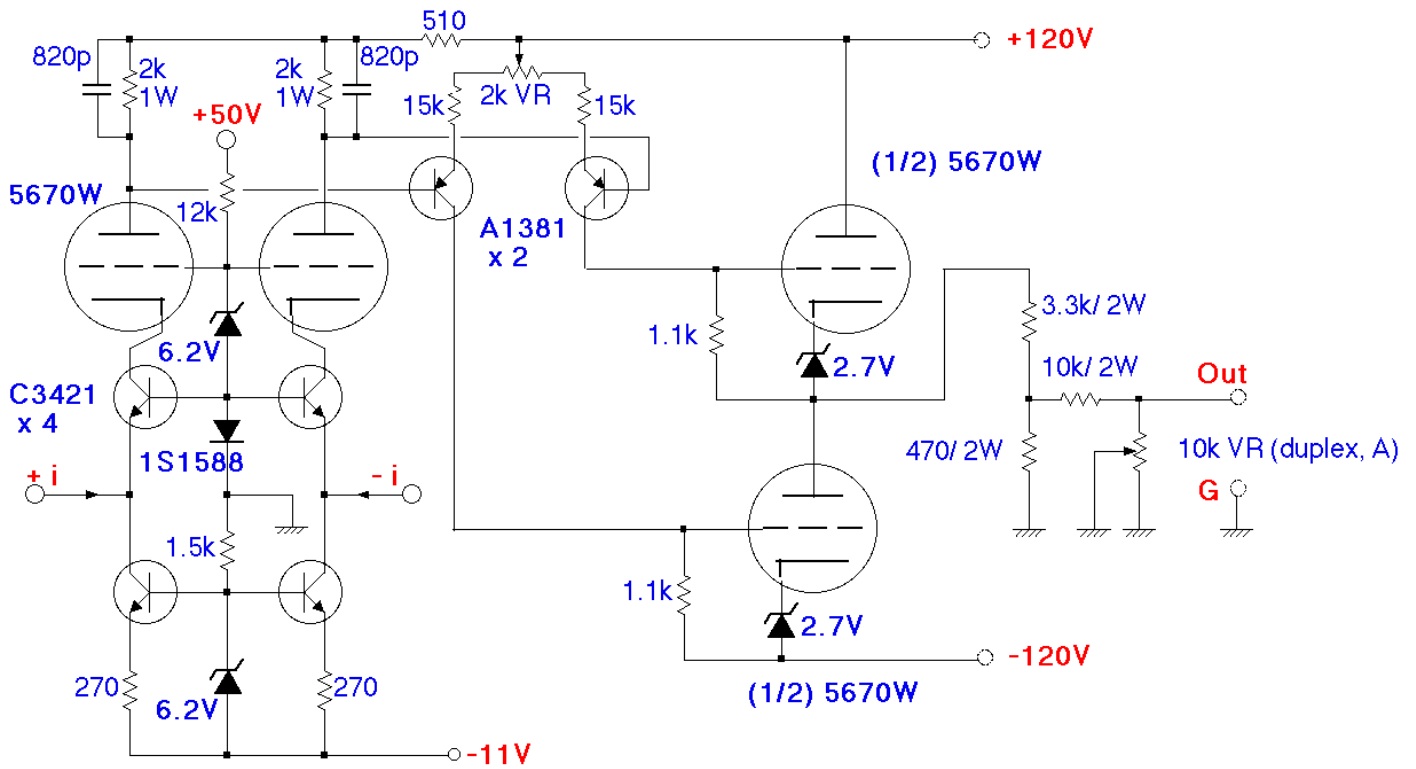 510
+120V
820p
2k
1W
2k
1W
820p
15k
2k VR
15k
+50V
(1/2) 5670W
5670W
12k
A1381
x 2
3.3k/ 2W
1.1k
6.2V
2.7V
10k/ 2W
Out
C3421
x 4
470/ 2W
10k VR (duplex, A)
1S1588
+ i
- i
G
1.5k
1.1k
2.7V
-120V
270
6.2V
270
(1/2) 5670W
-11V